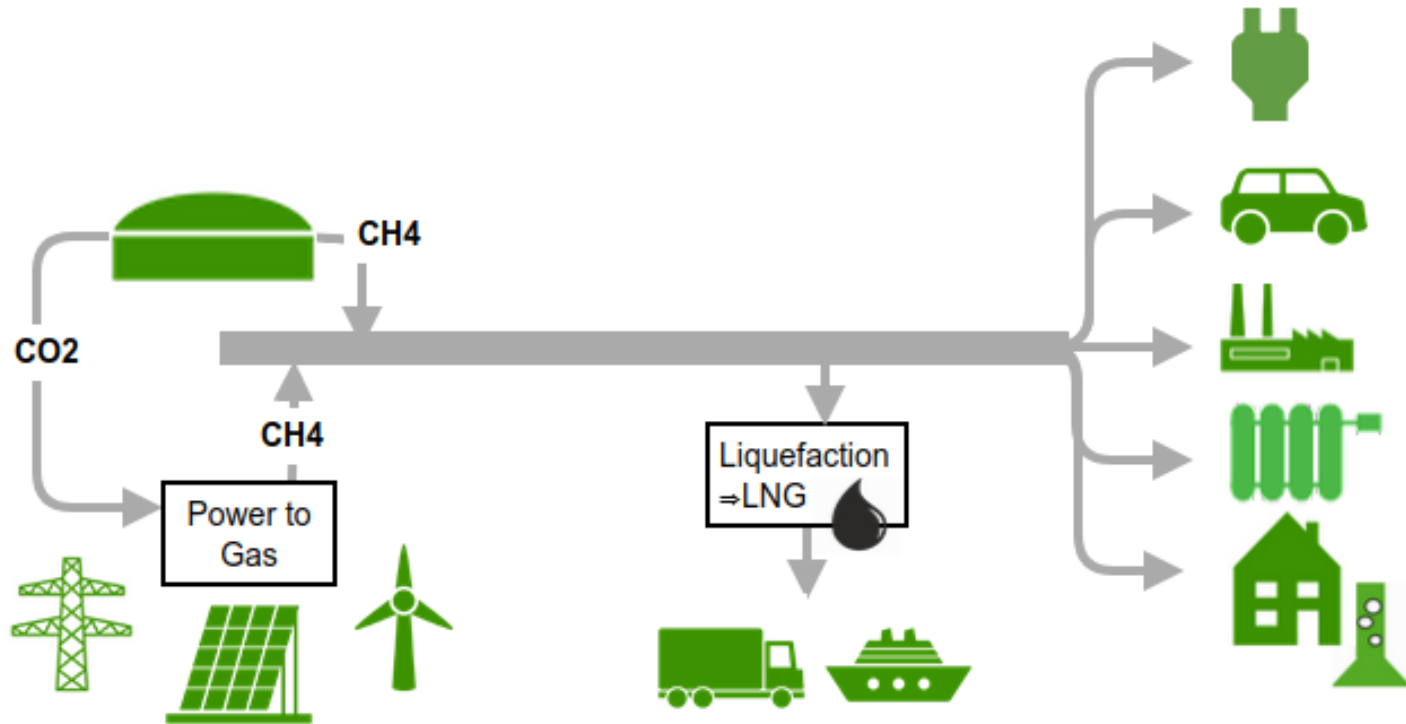 CH4
CO2
CH4
Power to
Gas
Liquefaction
⇒LNG